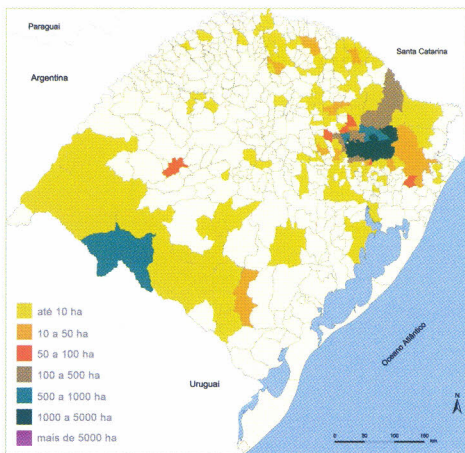 Paraguai
Santa Catarina
Argentina
até 10 ha
10 a 50 ha
50 a 100 ha
100 a 500 ha
500 a 1000 ha
1000 a 5000 ha
mais de 5000 ha
Uruguai
Oceano Atlântico
N
0 50 100 150
km